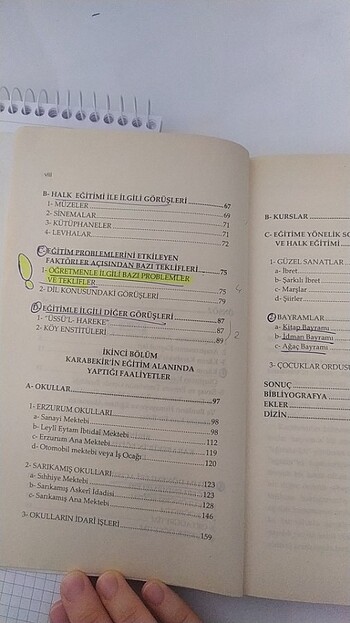 viii
B- HALK EĞİTİMİ İLE İLGİLİ GÖRÜŞLERİ 67
1- MÜZELER 69
2- SİNEMALAR 71
3- KÜTÜPHANELER 71
4- LEVHALAR 72
C- EĞİTİM PROBLEMLERİNİ ETKİLEYEN
FAKTÖRLER AÇISINDAN BAZI TEKLİFLERİ 75
1- ÖĞRETMENLE İLGİLİ BAZI PROBLEMLER
VE TEKLİFLER 75
2- DİL KONUSUNDAKİ GÖRÜŞLERİ 79
D- EĞİTİMLE İLGİLİ DİĞER GÖRÜŞLERİ 87
1- "ÜSSÜ'L- HAREKE" 87
2- KÖY ENSTİTÜLERİ 89
2
İKİNCİ BÖLÜM
KARABEKİR'İN EĞİTİM ALANINDA
YAPTIĞI FAALİYETLER
A- OKULLAR 97
1- ERZURUM OKULLARI 98
a- Sanayi Mektebi 98
b- Leylî Eytam İbtidaî Mektebi 112
c- Erzurum Ana Mektebi 119
d- Otomobil mektebi veya İş Ocağı 120
2- SARIKAMIŞ OKULLARI 123
a- Sıhhiye Mektebi 123
b- Sarıkamış Askerî İdadisi 128
c- Sarıkamış Ana Mektebi 146
3- OKULLARIN İDARİ İŞLERİ 159
B- KURSLAR
C- EĞİTİME YÖNELİK SO
VE HALK EĞİTİMİ
1- GÜZEL SANATLAR
a- İbret
b- Şarkılı İbret
c- Marşlar
d- Şiirler
2- BAYRAMLAR
a- Kitap Bayramı
b- İdman Bayramı
c- Ağaç Bayramı
3- ÇOCUKLAR ORDUSU
SONUÇ
BİBLİYOGRAFYA
EKLER
DİZİN